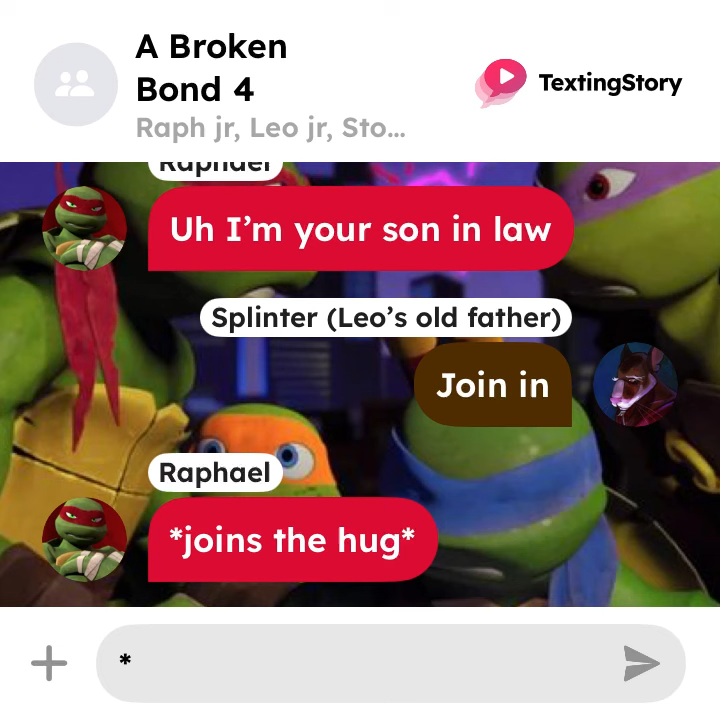 A Broken
Bond 4
Raph jr, Leo jr, Sto...
TextingStory
Raphael
Uh I’m your son in law
Splinter (Leo’s old father)
Join in
Raphael
*joins the hug*
*